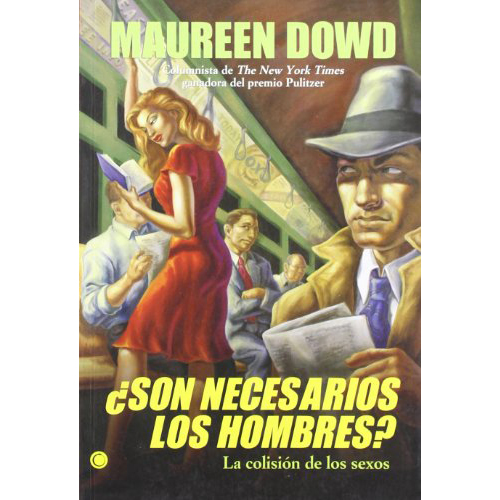 MAUREEN DOWD
Columnista de The New York Times
ganadora del premio Pulitzer
¿SON NECESARIOS
LOS HOMBRES?
La colisión de los sexos
C